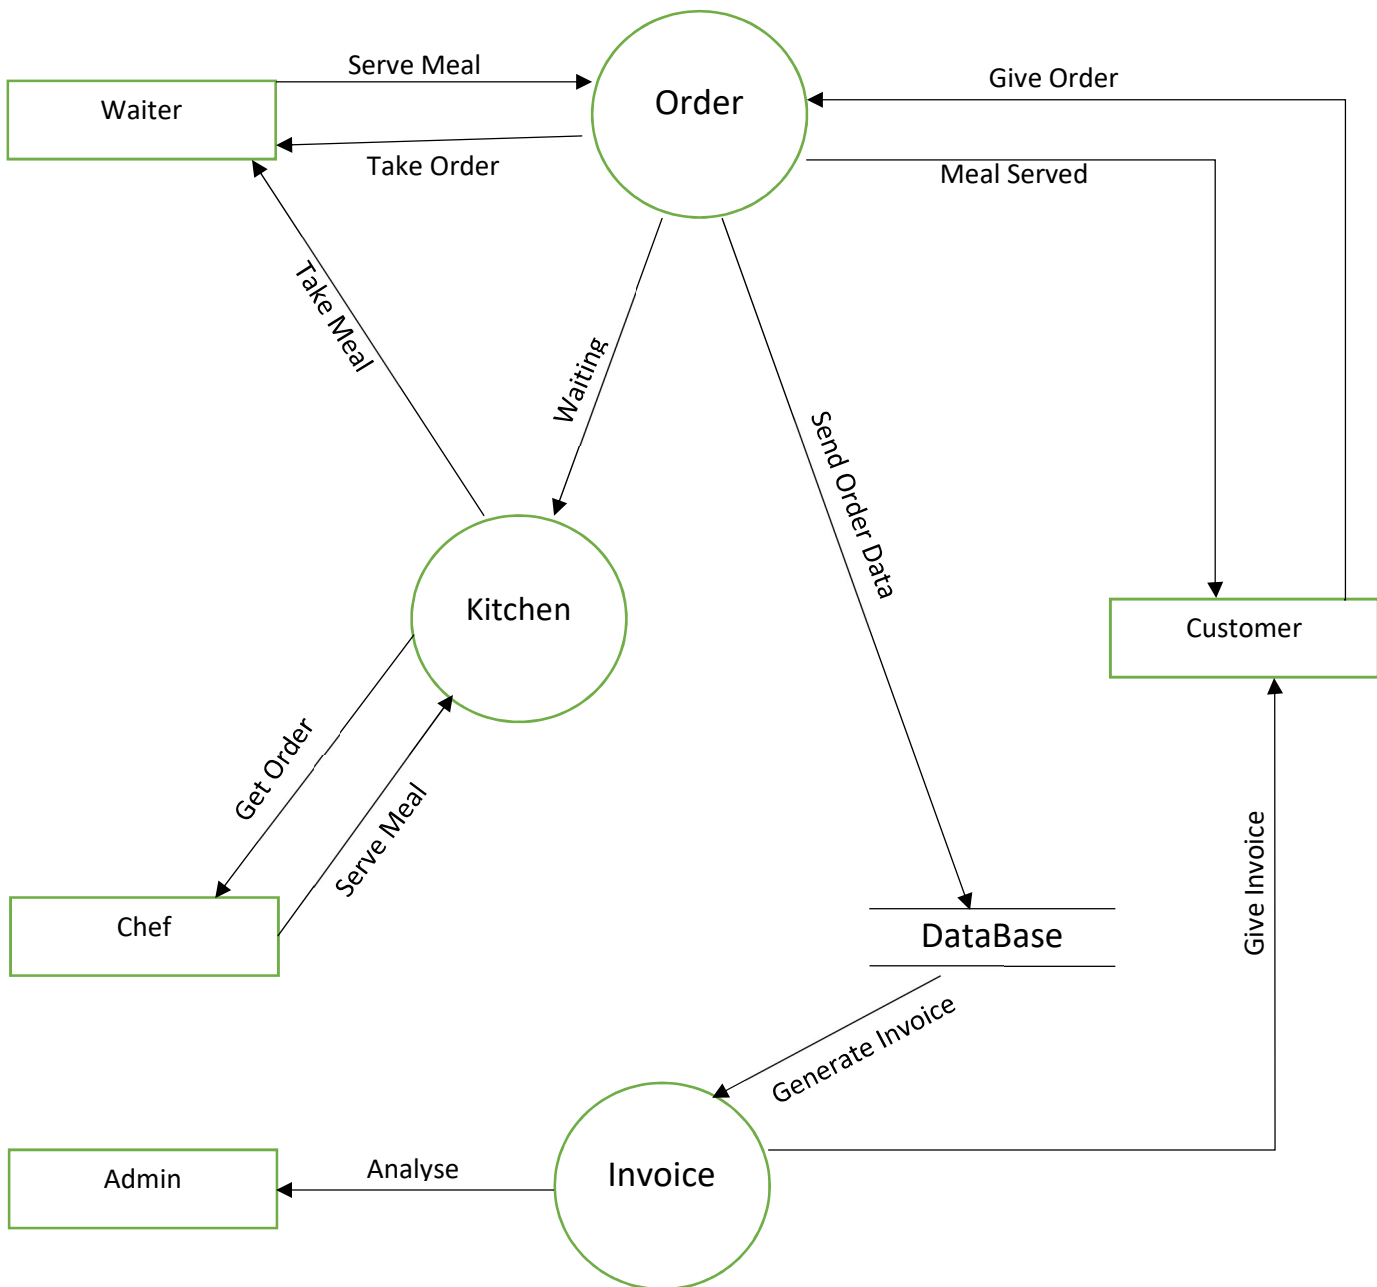 Serve Meal
Order
Give Order
Waiter
Take Order
Meal Served
Take Meal
Waiting
Send Order Data
Kitchen
Customer
Get Order
Serve Meal
Give Invoice
Chef
DataBase
Generate Invoice
Analyse
Invoice
Admin